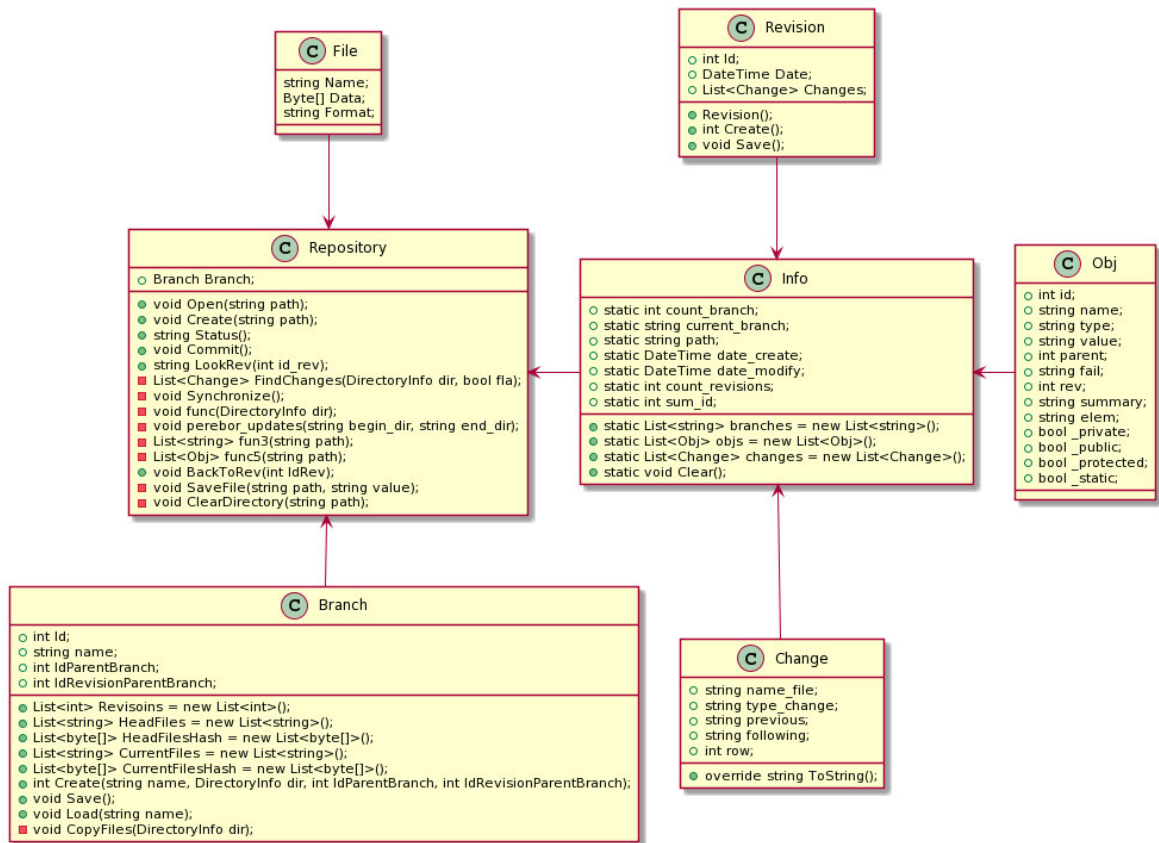 C File
string Name;
Byte[] Data;
string Format;
C Revision
int Id;
DateTime Date;
List<Change> Changes;
Revision();
int Create();
void Save();
C Repository
Branch Branch;
void Open(string path);
void Create(string path);
string Status();
void Commit();
string LookRev(int id_rev);
List<Change> FindChanges(DirectoryInfo dir, bool fla);
void Synchronize();
void func(DirectoryInfo dir);
void perebor_updates(string begin_dir, string end_dir);
List<string> fun3(string path);
List<Obj> func5(string path);
void BackToRev(int IdRev);
void SaveFile(string path, string value);
void ClearDirectory(string path);
C Info
static int count_branch;
static string current_branch;
static string path;
static DateTime date_create;
static DateTime date_modify;
static int count_revisions;
static int sum_id;
static List<string> branches = new List<string>();
static List<Obj> objs = new List<Obj>();
static List<Change> changes = new List<Change>();
static void Clear();
C Obj
int id;
string name;
string type;
string value;
int parent;
string fail;
int rev;
string summary;
string elem;
bool _private;
bool _public;
bool _protected;
bool _static;
C Branch
int Id;
string name;
int IdParentBranch;
int IdRevisionParentBranch;
List<int> Revisoins = new List<int>();
List<string> HeadFiles = new List<string>();
List<byte[]> HeadFilesHash = new List<byte[]>();
List<string> CurrentFiles = new List<string>();
List<byte[]> CurrentFilesHash = new List<byte[]>();
int Create(string name, DirectoryInfo dir, int IdParentBranch, int IdRevisionParentBranch);
void Save();
void Load(string name);
void CopyFiles(DirectoryInfo dir);
C Change
string name_file;
string type_change;
string previous;
string following;
int row;
override string ToString();